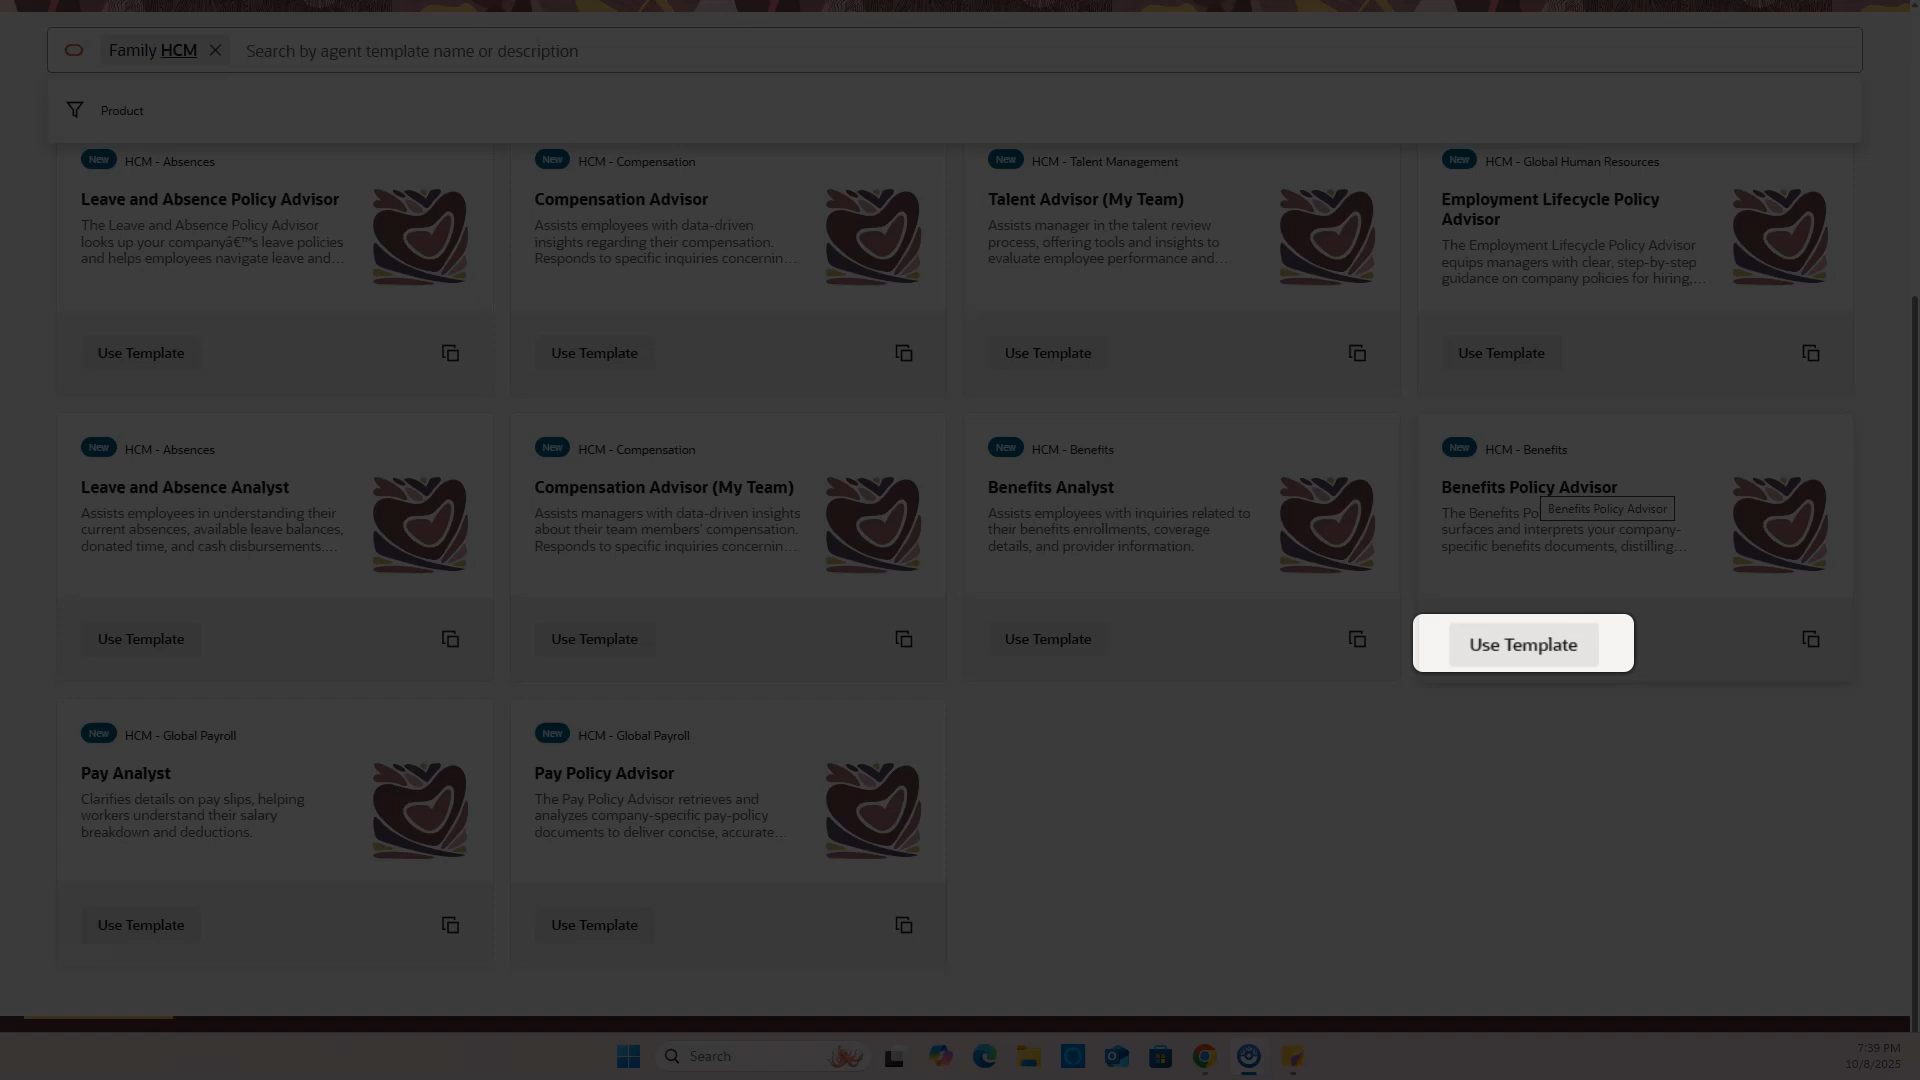 Family HCM
Search by agent template name or description
Product
New HCM - Absences
Leave and Absence Policy Advisor
The Leave and Absence Policy Advisor
looks up your companyâ€™s leave policies
and helps employees navigate leave and...
Use Template
New HCM - Compensation
Compensation Advisor
Assists employees with data-driven
insights regarding their compensation.
Responds to specific inquiries concernin...
Use Template
New HCM - Talent Management
Talent Advisor (My Team)
Assists manager in the talent review
process, offering tools and insights to
evaluate employee performance and...
Use Template
New HCM - Global Human Resources
Employment Lifecycle Policy
Advisor
The Employment Lifecycle Policy Advisor
equips managers with clear, step-by-step
guidance on company policies for hiring,...
Use Template
New HCM - Absences
Leave and Absence Analyst
Assists employees in understanding their
current absences, available leave balances,
donated time, and cash disbursements....
Use Template
New HCM - Compensation
Compensation Advisor (My Team)
Assists managers with data-driven insights
about their team members' compensation.
Responds to specific inquiries concernin...
Use Template
New HCM - Benefits
Benefits Analyst
Assists employees with inquiries related to
their benefits enrollments, coverage
details, and provider information.
Use Template
New HCM - Benefits
Benefits Policy Advisor
The Benefits Po
Benefits Policy Advisor
surfaces and interprets your company-
specific benefits documents, distilling...
Use Template
New HCM - Global Payroll
Pay Analyst
Clarifies details on pay slips, helping
workers understand their salary
breakdown and deductions.
Use Template
New HCM - Global Payroll
Pay Policy Advisor
The Pay Policy Advisor retrieves and
analyzes company-specific pay-policy
documents to deliver concise, accurate...
Use Template
Search
7:39 PM
10/8/2025